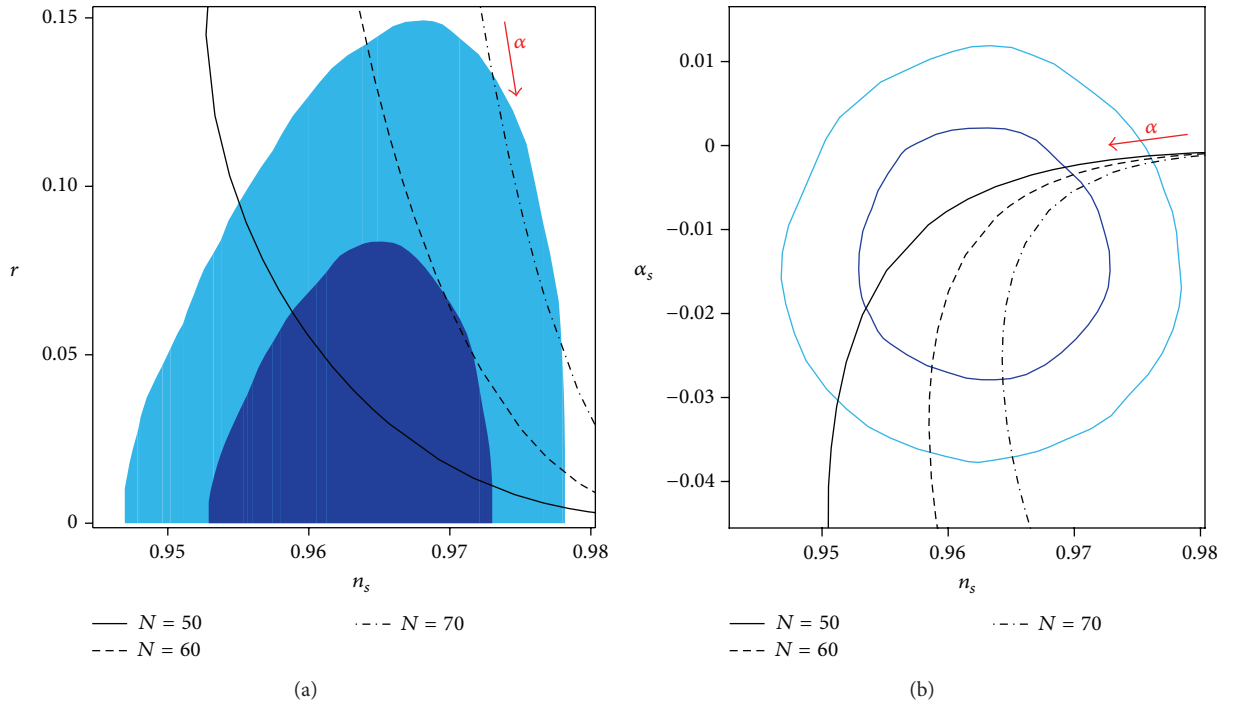 0.15
0.10
0.05
0
r
α
0.95
0.96
0.97
0.98
n_s
N = 50
N = 60
N = 70
(a)
0.01
0
−0.01
−0.02
−0.03
−0.04
α_s
α
0.95
0.96
0.97
0.98
n_s
N = 50
N = 60
N = 70
(b)